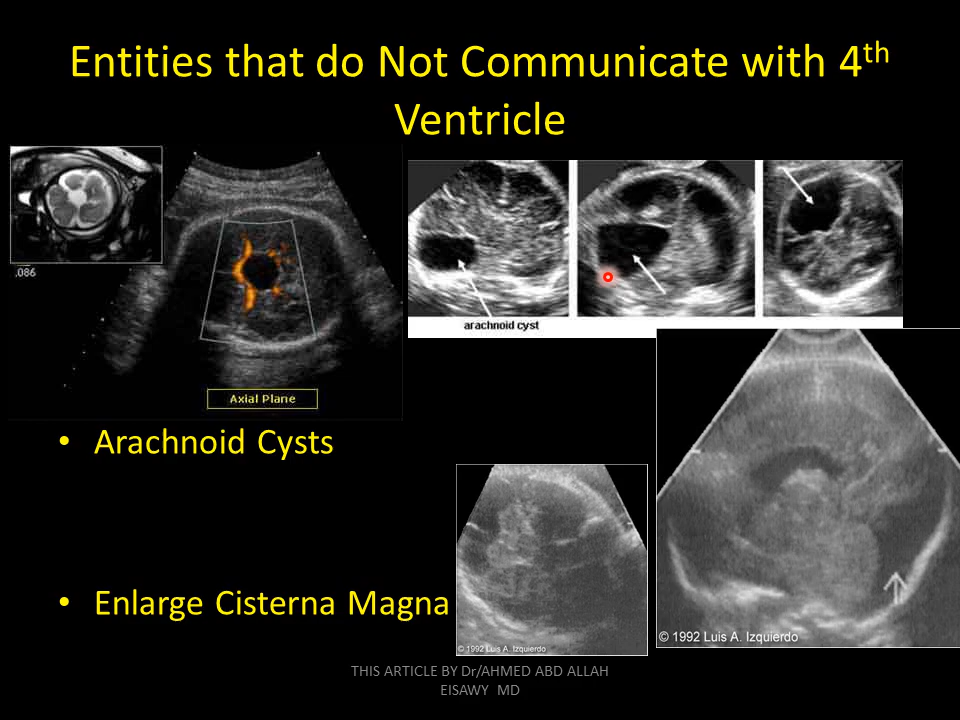 Entities that do Not Communicate with 4th
Ventricle
.086
Axial Plane
arachnoid cyst
• Arachnoid Cysts
• Enlarge Cisterna Magna
© 1992 Luis A. Izquierdo
© 1992 Luis A. Izquierdo
THIS ARTICLE BY Dr/AHMED ABD ALLAH
EISAWY MD